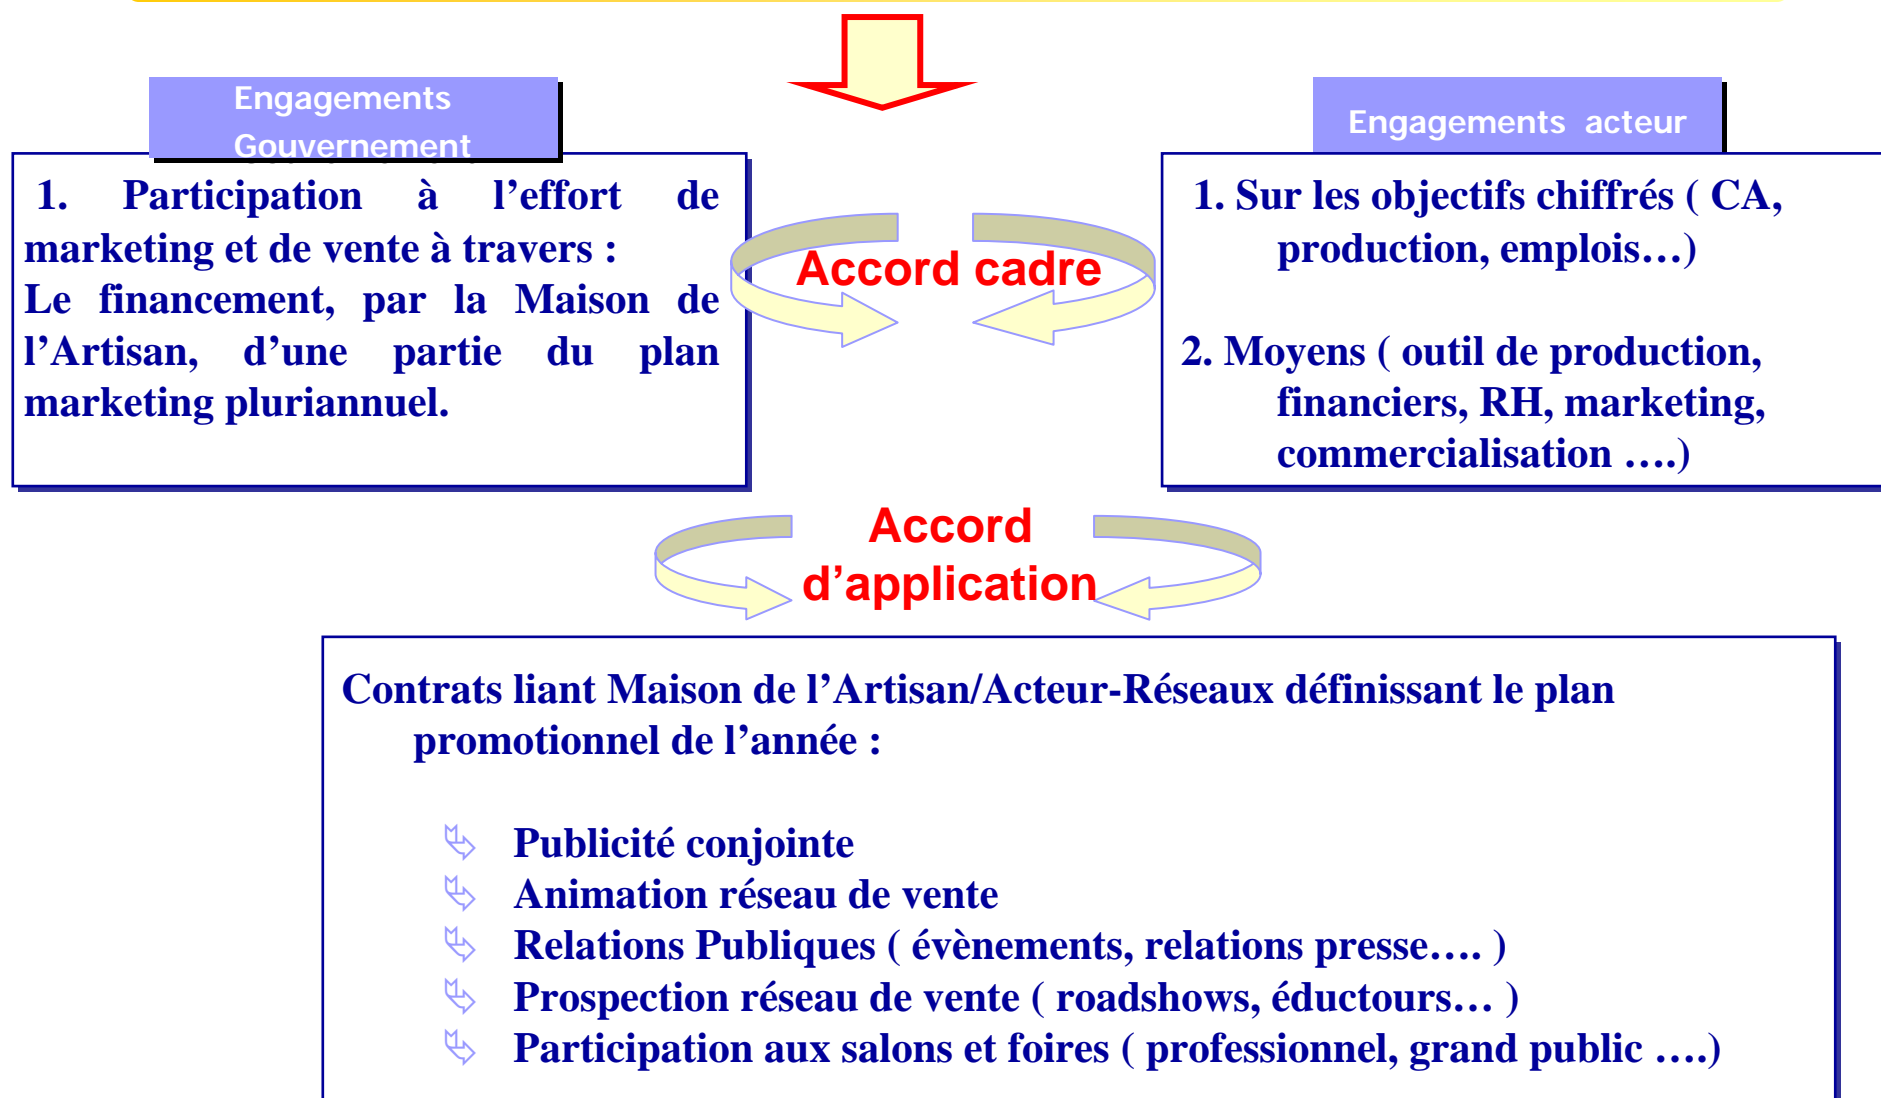 Engagements
Gouvernement
1. Participation à l’effort de
marketing et de vente à travers :
Le financement, par la Maison de
l’Artisan, d’une partie du plan
marketing pluriannuel.
Accord cadre
Engagements acteur
1. Sur les objectifs chiffrés ( CA,
production, emplois…)
2. Moyens ( outil de production,
financiers, RH, marketing,
commercialisation ….)
Accord
d’application
Contrats liant Maison de l’Artisan/Acteur-Réseaux définissant le plan
promotionnel de l’année :
Publicité conjointe
Animation réseau de vente
Relations Publiques ( évènements, relations presse…. )
Prospection réseau de vente ( roadshows, éductours… )
Participation aux salons et foires ( professionnel, grand public ….)